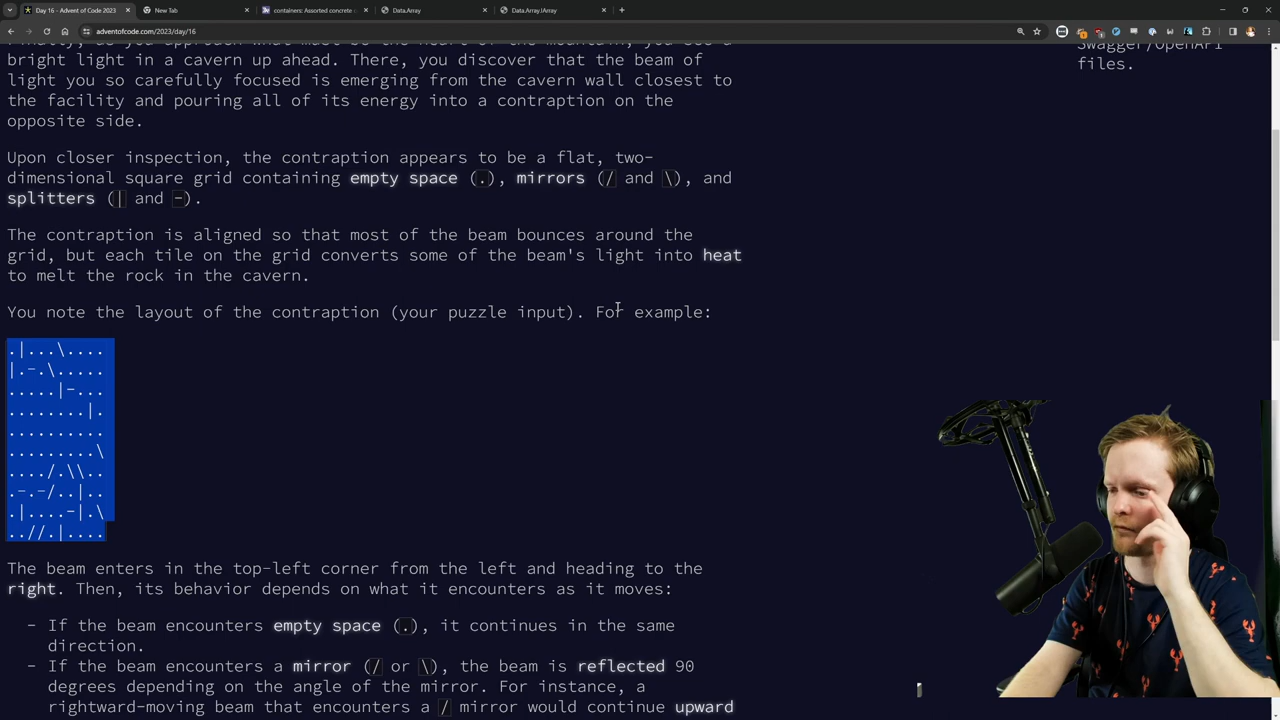 Day 16 - Advent of Code 2023
New Tab
containers: Assorted concrete c
Data.Array
Data.Array.IArray
adventofcode.com/2023/day/16
bright light in a cavern up ahead. There, you discover that the beam of
light you so carefully focused is emerging from the cavern wall closest to
the facility and pouring all of its energy into a contraption on the
opposite side.
Swagger/OpenAPI
files.
Upon closer inspection, the contraption appears to be a flat, two-
dimensional square grid containing empty space (.), mirrors (/ and \), and
splitters (| and -).
The contraption is aligned so that most of the beam bounces around the
grid, but each tile on the grid converts some of the beam's light into heat
to melt the rock in the cavern.
You note the layout of the contraption (your puzzle input). For example:
.|...\....
|.-.\.....
.....|-...
........|.
..........
.........\
..../.\\..
.-.-/..|..
.|....-|.\
..//.|....
The beam enters in the top-left corner from the left and heading to the
right. Then, its behavior depends on what it encounters as it moves:
- If the beam encounters empty space (.), it continues in the same
direction.
- If the beam encounters a mirror (/ or \), the beam is reflected 90
degrees depending on the angle of the mirror. For instance, a
rightward-moving beam that encounters a / mirror would continue upward